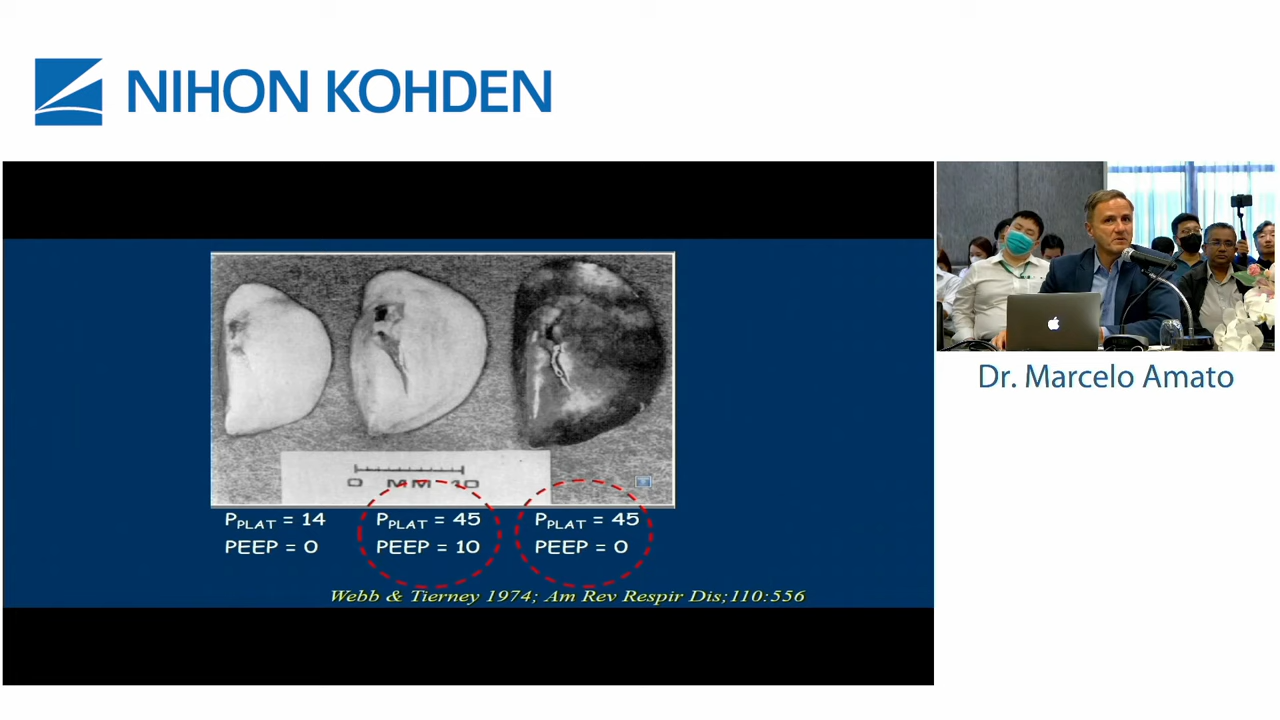 NIHON KOHDEN
0 MM 10
PPLAT = 14
PEEP = 0
PPLAT = 45
PEEP = 10
PPLAT = 45
PEEP = 0
Webb & Tierney 1974; Am Rev Respir Dis;110:556
Dr. Marcelo Amato